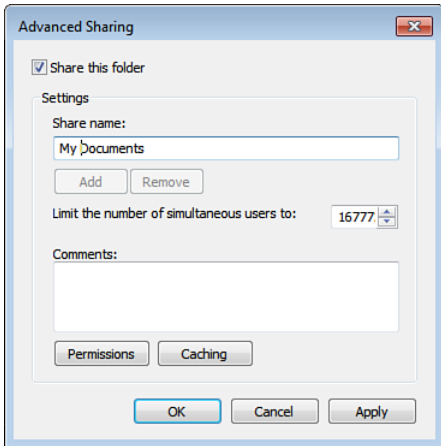 Advanced Sharing
Share this folder
Settings
Share name:
My Documents
Add Remove
Limit the number of simultaneous users to: 16777
Comments:
Permissions Caching
OK Cancel Apply